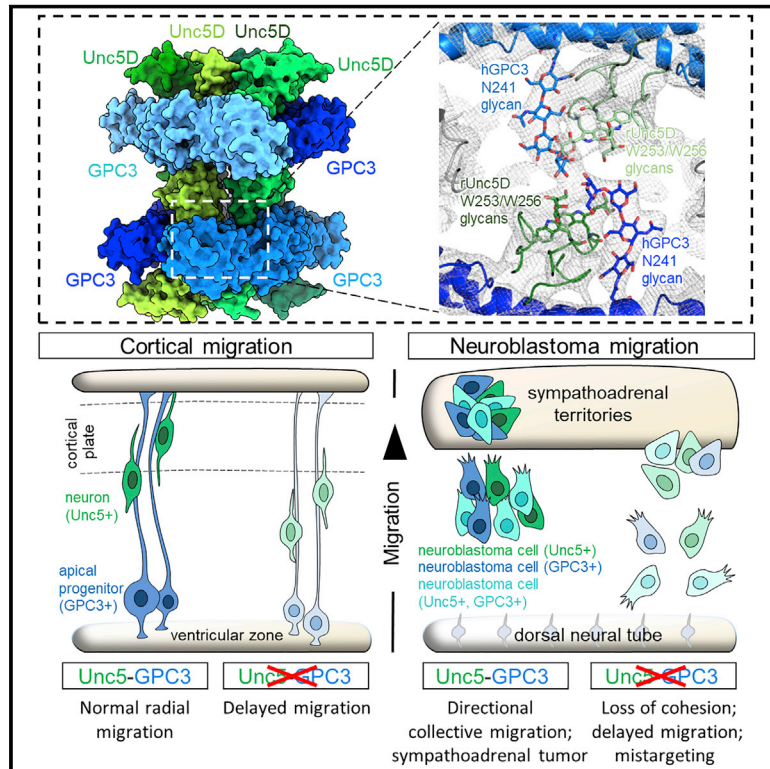 Unc5D Unc5D
Unc5D
Unc5D
GPC3
GPC3
GPC3
GPC3
hGPC3
N241
glycan
rUnc5D
W253/W256
glycans
rUnc5D
W253/W256
glycans
hGPC3
N241
glycan
Cortical migration
cortical
plate
neuron
(Unc5+)
apical
progenitor
(GPC3+)
ventricular zone
Unc5-GPC3
Normal radial
migration
Unc5-GPC3
Delayed migration
Migration
Neuroblastoma migration
sympathoadrenal
territories
neuroblastoma cell (Unc5+)
neuroblastoma cell (GPC3+)
neuroblastoma cell
(Unc5+, GPC3+)
dorsal neural tube
Unc5-GPC3
Directional
collective migration;
sympathoadrenal tumor
Unc5-GPC3
Loss of cohesion;
delayed migration;
mistargeting